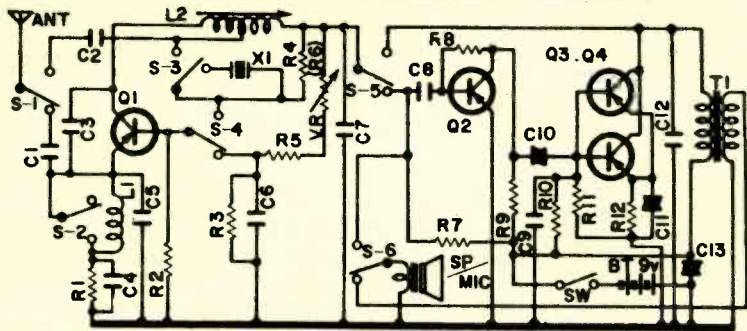 ANT
L2
C2
S-3
X1
R4
(R6)
R8
Q3.Q4
S-1
C3
Q1
S-4
VR
C7
S-5
C8
Q2
C12
T1
C1
R5
C10
L1
C5
S-2
R3
C6
R7
R9
C9
R10
R11
R12
C11
R1
C4
R2
S-6
SP
MIC
SW
BT
9v
C13